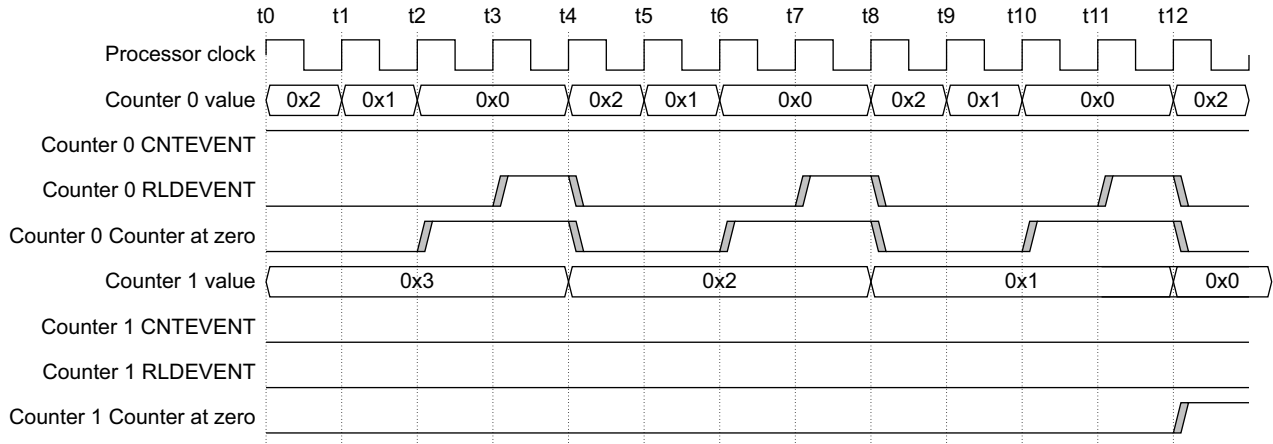 t0 t1 t2 t3 t4 t5 t6 t7 t8 t9 t10 t11 t12
Processor clock
Counter 0 value 0x2 0x1 0x0 0x2 0x1 0x0 0x2 0x1 0x0 0x2
Counter 0 CNTEVENT
Counter 0 RLDEVENT
Counter 0 Counter at zero
Counter 1 value 0x3 0x2 0x1 0x0
Counter 1 CNTEVENT
Counter 1 RLDEVENT
Counter 1 Counter at zero